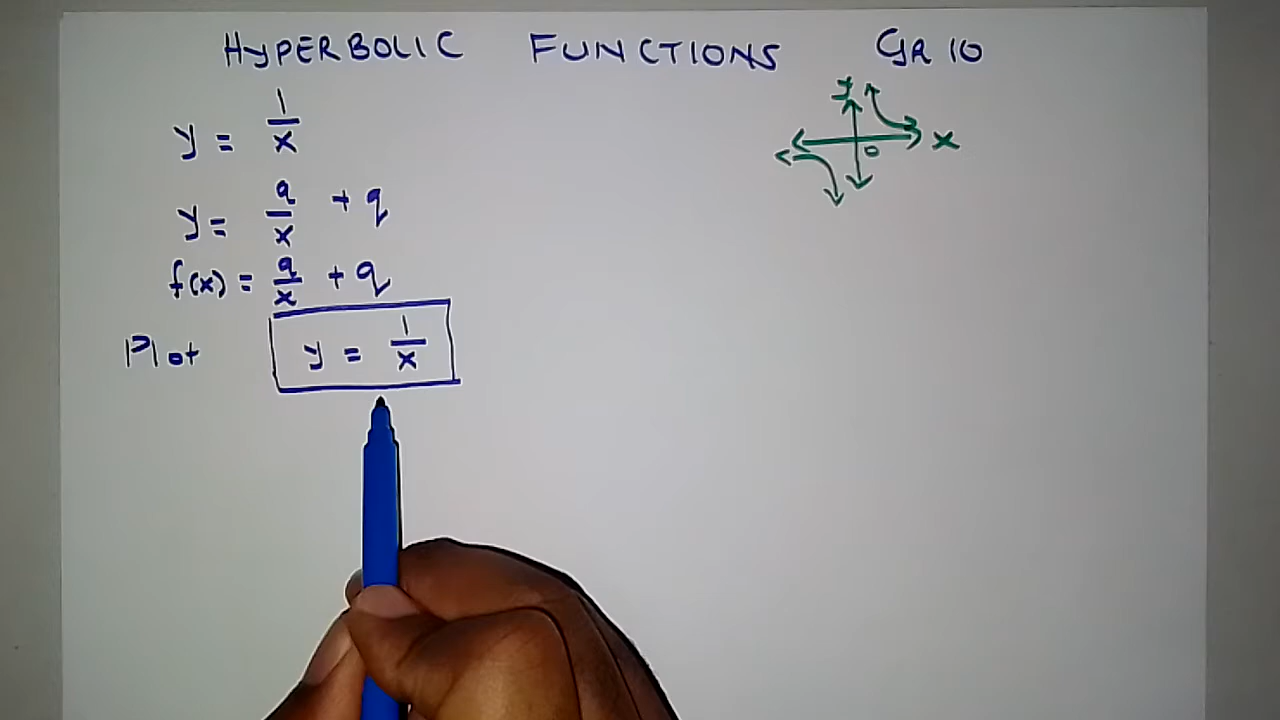 HYPERBOLIC FUNCTIONS GR 10
y = 1/x
y = a/x + q
f(x) = a/x + q
Plot y = 1/x
y
x
0